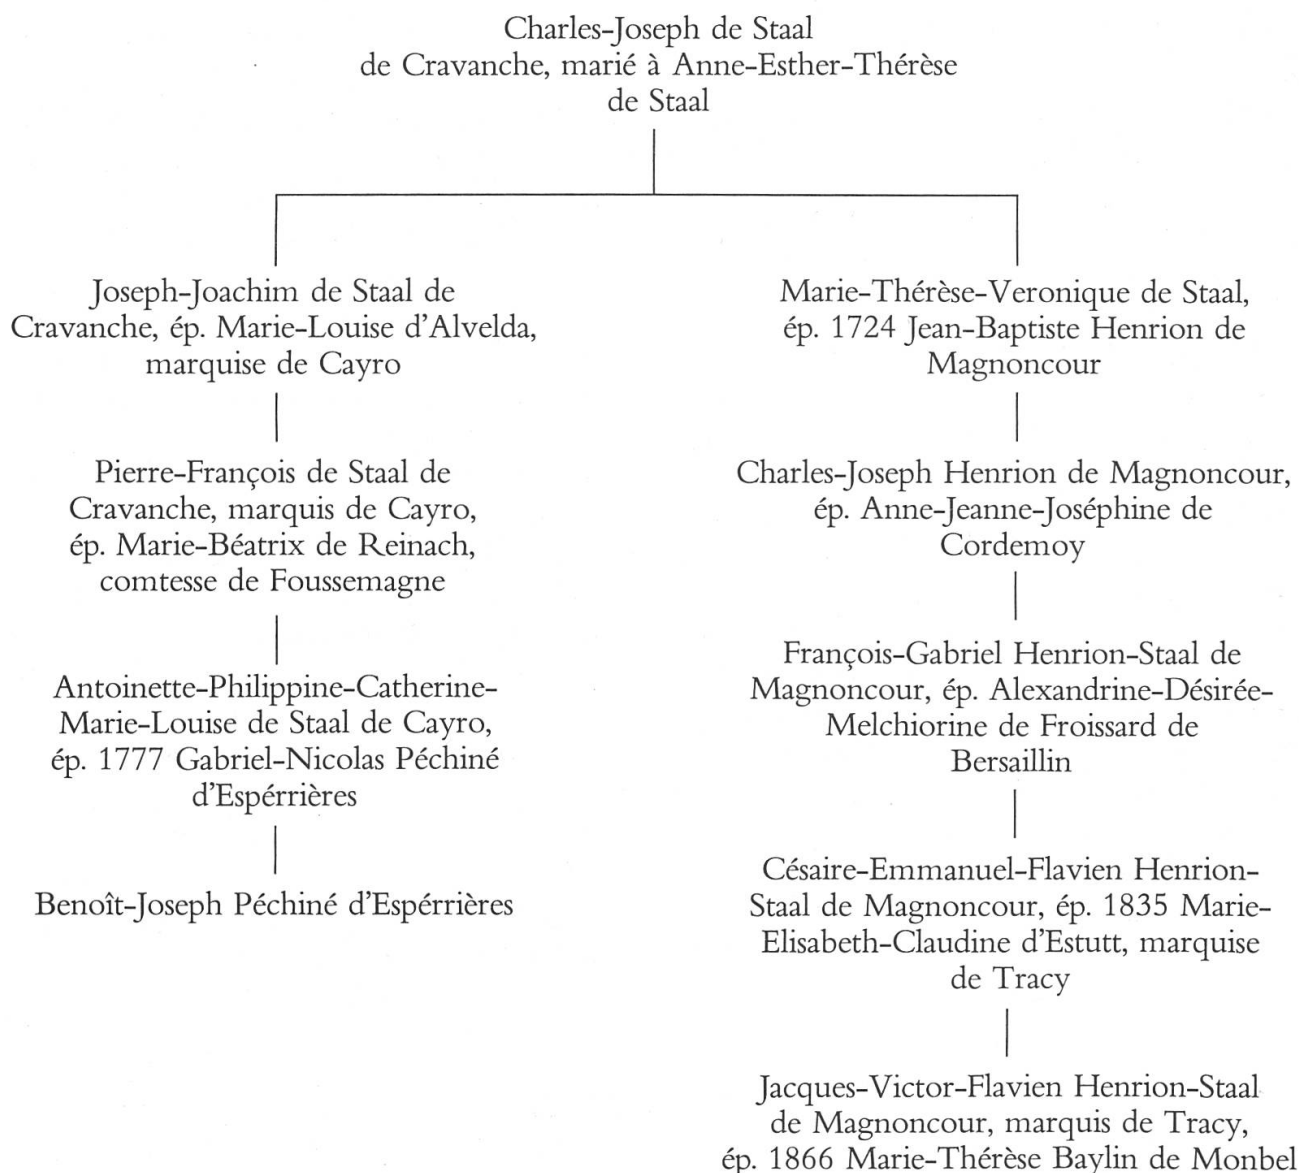 Charles-Joseph de Staal
de Cravanche, marié à Anne-Esther-Thérèse
de Staal
Joseph-Joachim de Staal de
Cravanche, ép. Marie-Louise d'Alvelda,
marquise de Cayro
Pierre-François de Staal de
Cravanche, marquis de Cayro,
ép. Marie-Béatrix de Reinach,
comtesse de Foussemagne
Antoinette-Philippine-Catherine-
Marie-Louise de Staal de Cayro,
ép. 1777 Gabriel-Nicolas Péchiné
d'Espérrières
Benoît-Joseph Péchiné d'Espérrières
Marie-Thérèse-Veronique de Staal,
ép. 1724 Jean-Baptiste Henrion de
Magnoncour
Charles-Joseph Henrion de Magnoncour,
ép. Anne-Jeanne-Joséphine de
Cordemoy
François-Gabriel Henrion-Staal de
Magnoncour, ép. Alexandrine-Désirée-
Melchiorine de Froissard de
Bersaillin
Césaire-Emmanuel-Flavien Henrion-
Staal de Magnoncour, ép. 1835 Marie-
Elisabeth-Claudine d'Estutt, marquise
de Tracy
Jacques-Victor-Flavien Henrion-Staal
de Magnoncour, marquis de Tracy,
ép. 1866 Marie-Thérèse Baylin de Monbel